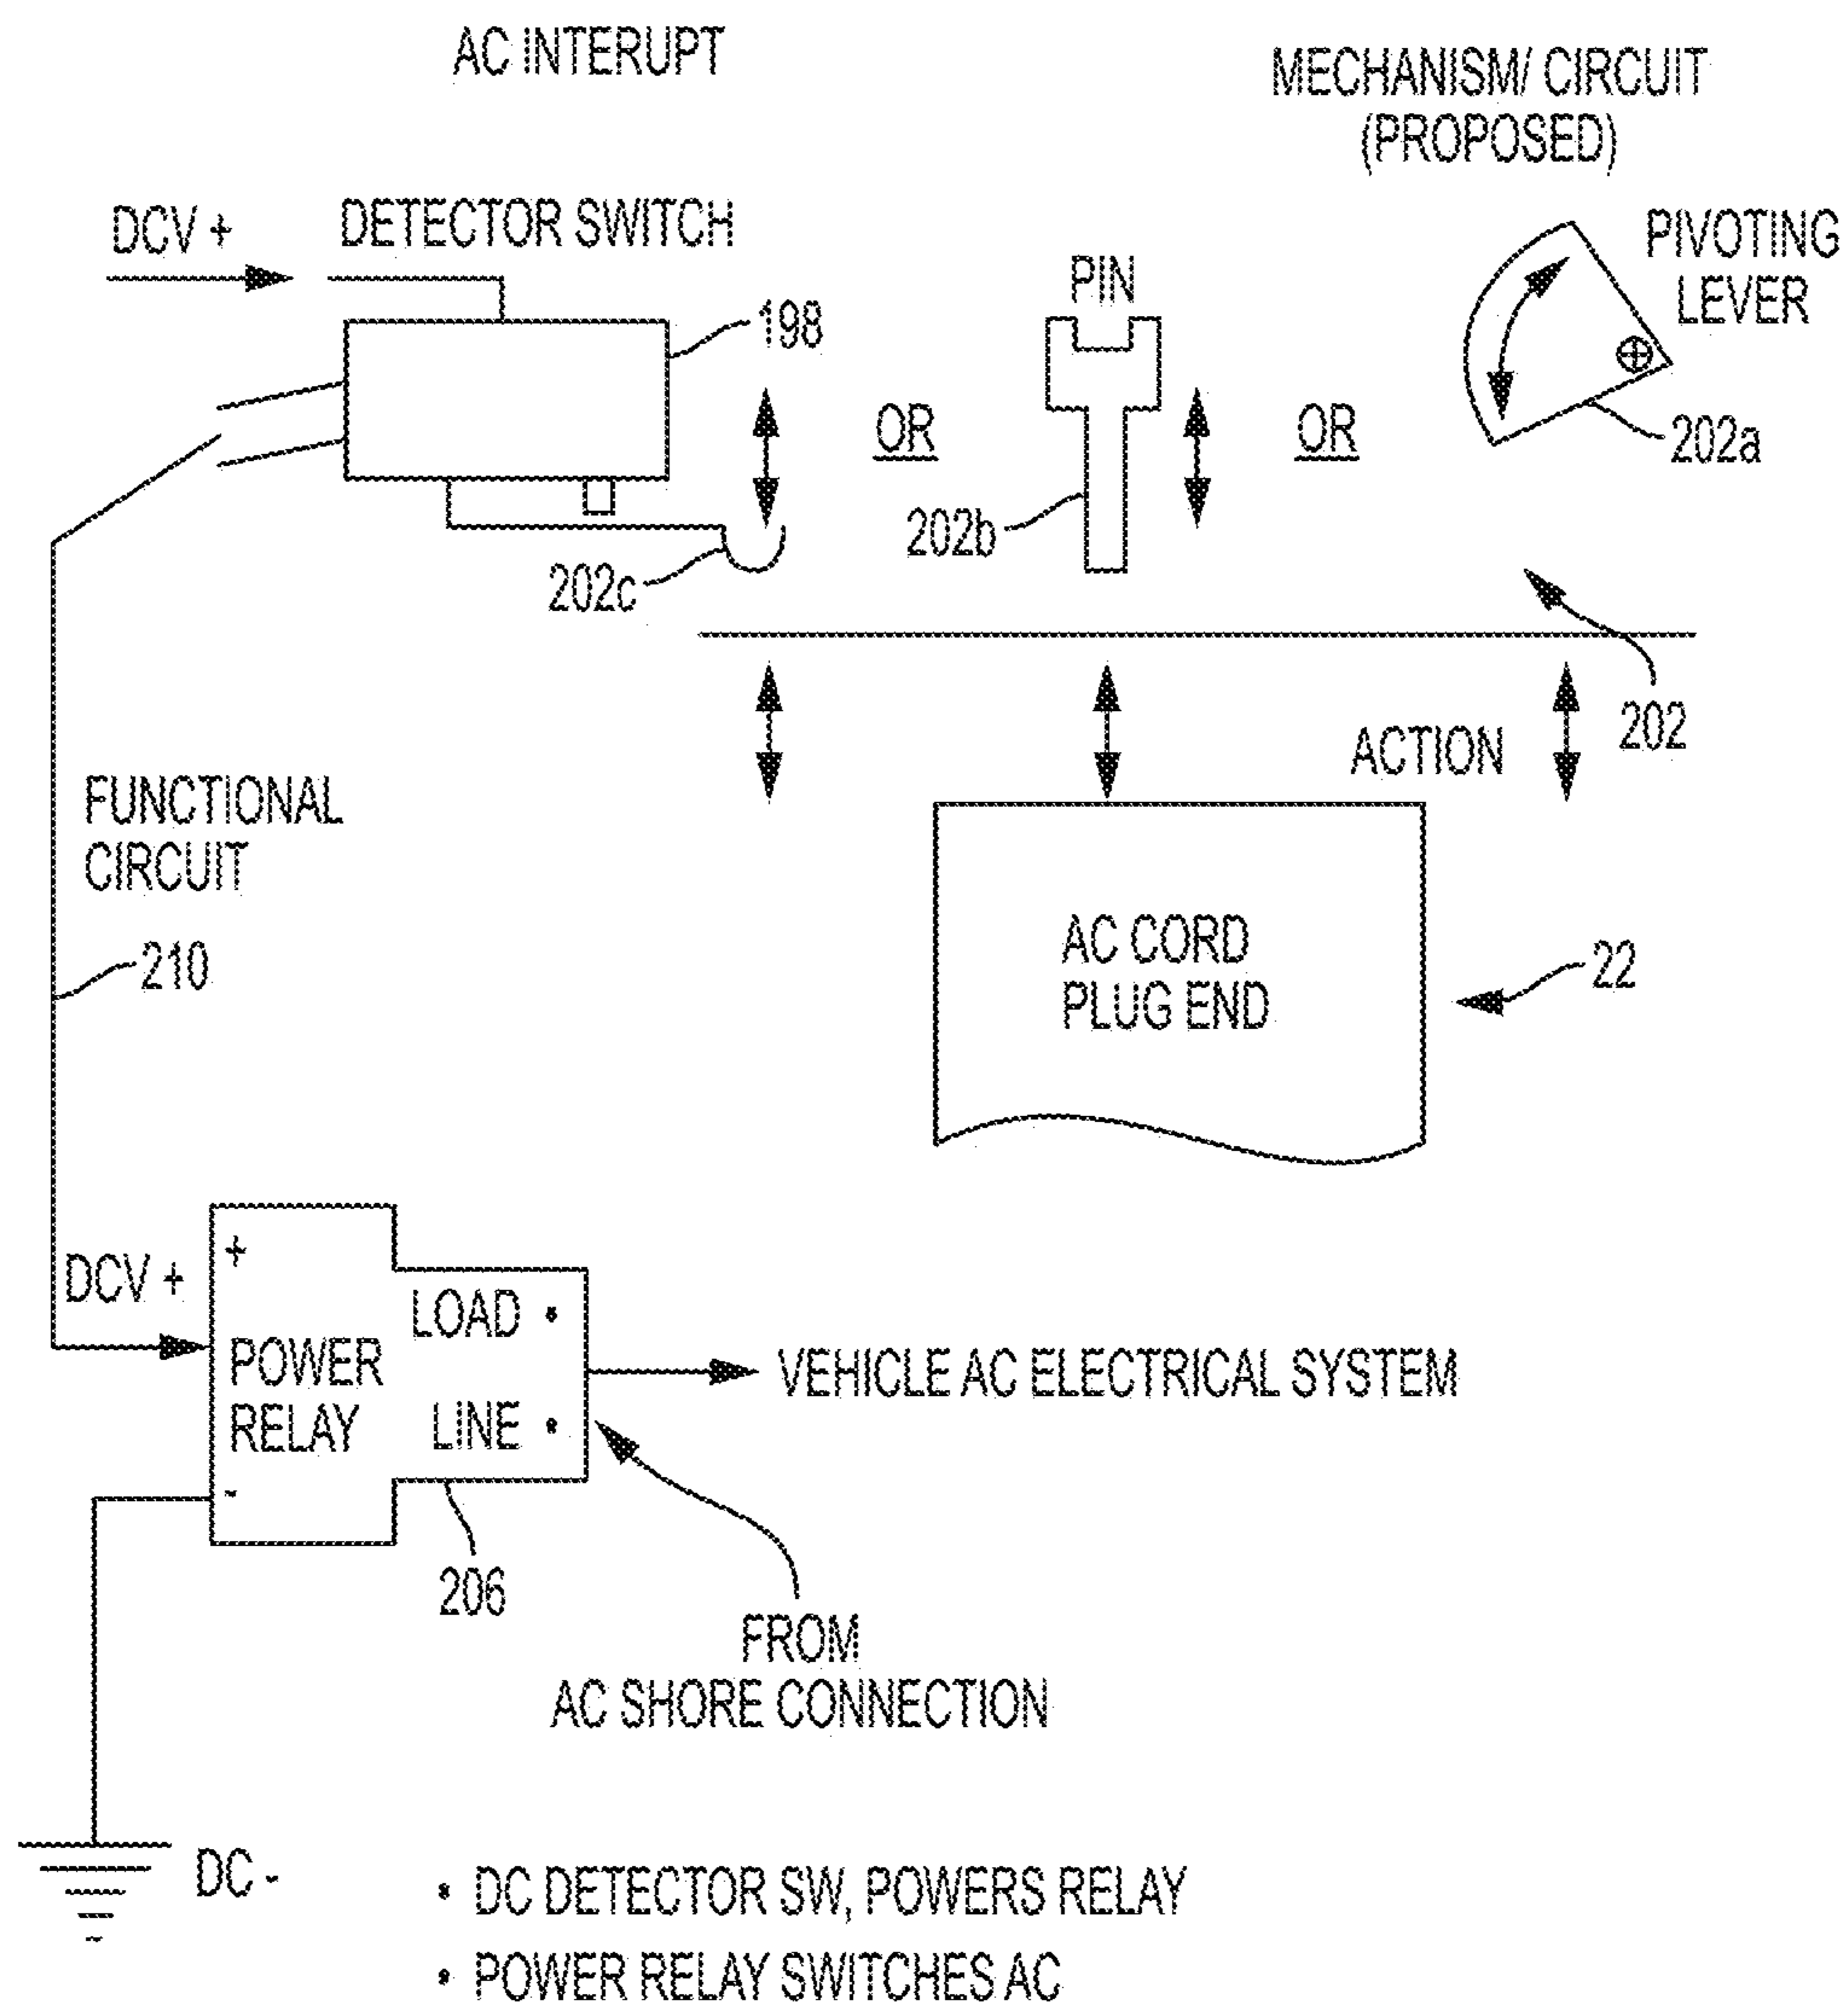 AC INTERUPT
MECHANISM/ CIRCUIT
(PROPOSED)
DCV +
DETECTOR SWITCH
198
PIN
PIVOTING
LEVER
OR
OR
202a
202b
202c
202
ACTION
FUNCTIONAL
CIRCUIT
210
AC CORD
PLUG END
22
DCV +
+
LOAD •
POWER
RELAY
LINE •
-
VEHICLE AC ELECTRICAL SYSTEM
206
FROM
AC SHORE CONNECTION
DC -
• DC DETECTOR SW, POWERS RELAY
• POWER RELAY SWITCHES AC